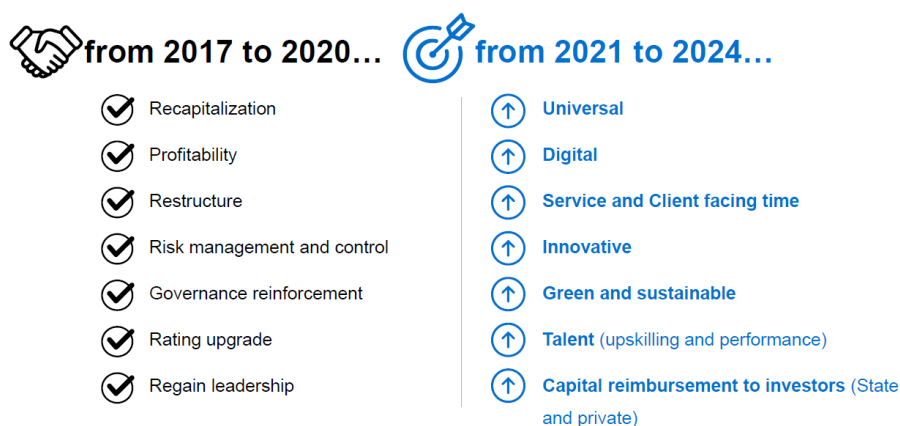 from 2017 to 2020...
Recapitalization
Profitability
Restructure
Risk management and control
Governance reinforcement
Rating upgrade
Regain leadership
from 2021 to 2024...
Universal
Digital
Service and Client facing time
Innovative
Green and sustainable
Talent (upskilling and performance)
Capital reimbursement to investors (State
and private)